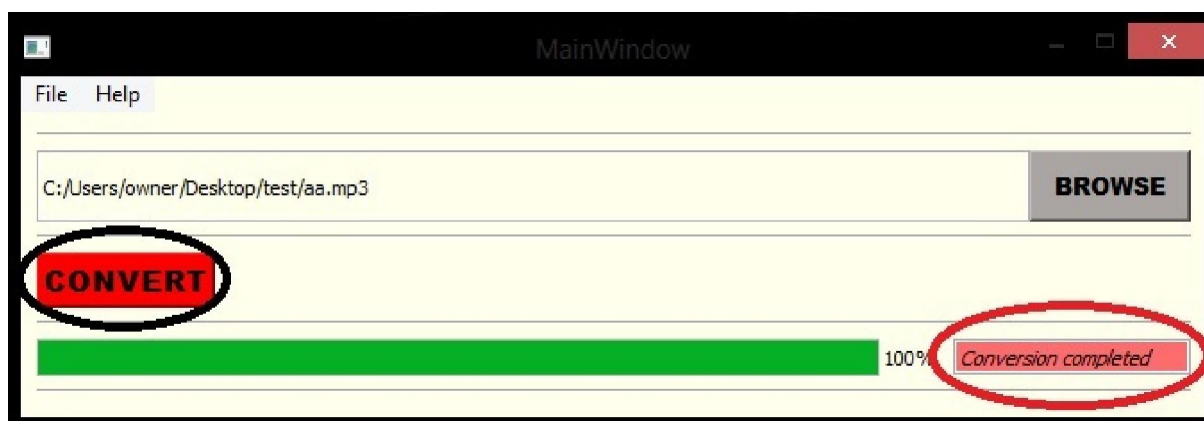 MainWindow
File Help
C:/Users/owner/Desktop/test/aa.mp3 BROWSE
CONVERT
100% Conversion completed